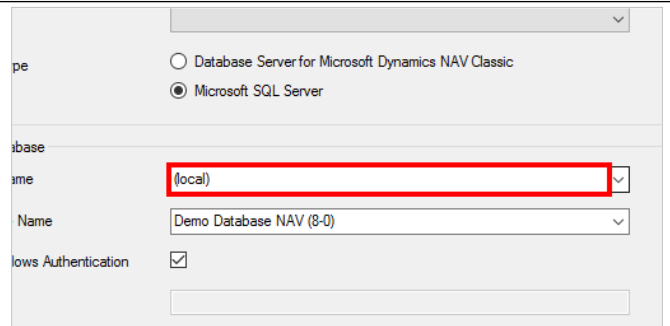 pe
Database Server for Microsoft Dynamics NAV Classic
Microsoft SQL Server
abase
ame
(local)
Name
Demo Database NAV (8-0)
lows Authentication